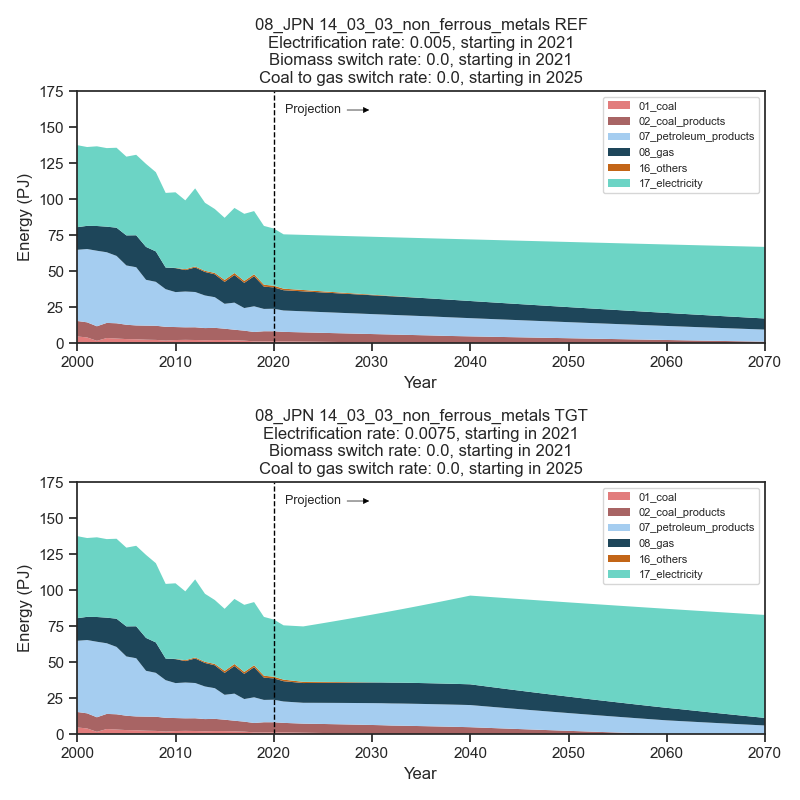 08_JPN 14_03_03_non_ferrous_metals REF
Electrification rate: 0.005, starting in 2021
Biomass switch rate: 0.0, starting in 2021
Coal to gas switch rate: 0.0, starting in 2025
175
150
125
100
75
50
25
0
Energy (PJ)
Projection
01_coal
02_coal_products
07_petroleum_products
08_gas
16_others
17_electricity
2000 2010 2020 2030 2040 2050 2060 2070
Year
08_JPN 14_03_03_non_ferrous_metals TGT
Electrification rate: 0.0075, starting in 2021
Biomass switch rate: 0.0, starting in 2021
Coal to gas switch rate: 0.0, starting in 2025
175
150
125
100
75
50
25
0
Energy (PJ)
Projection
01_coal
02_coal_products
07_petroleum_products
08_gas
16_others
17_electricity
2000 2010 2020 2030 2040 2050 2060 2070
Year